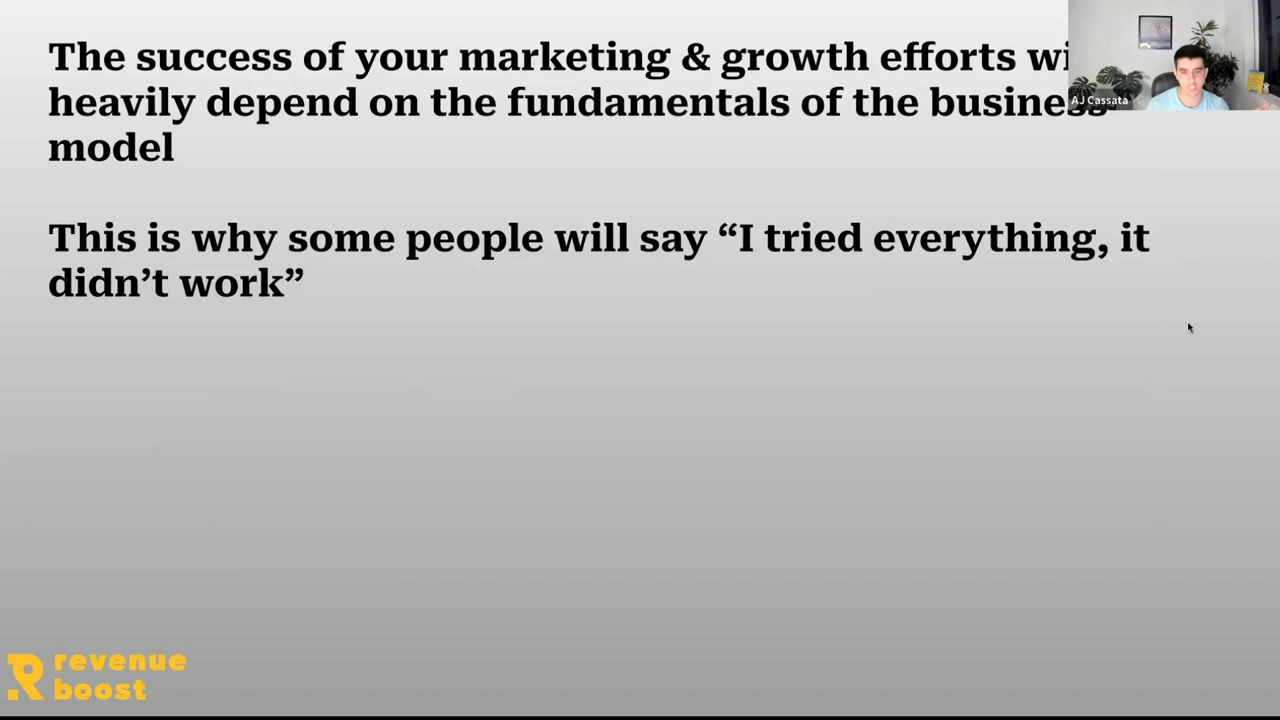 The success of your marketing & growth efforts
heavily depend on the fundamentals of the business
model
This is why some people will say “I tried everything, it
didn’t work”
AJ Cassata
revenue
boost